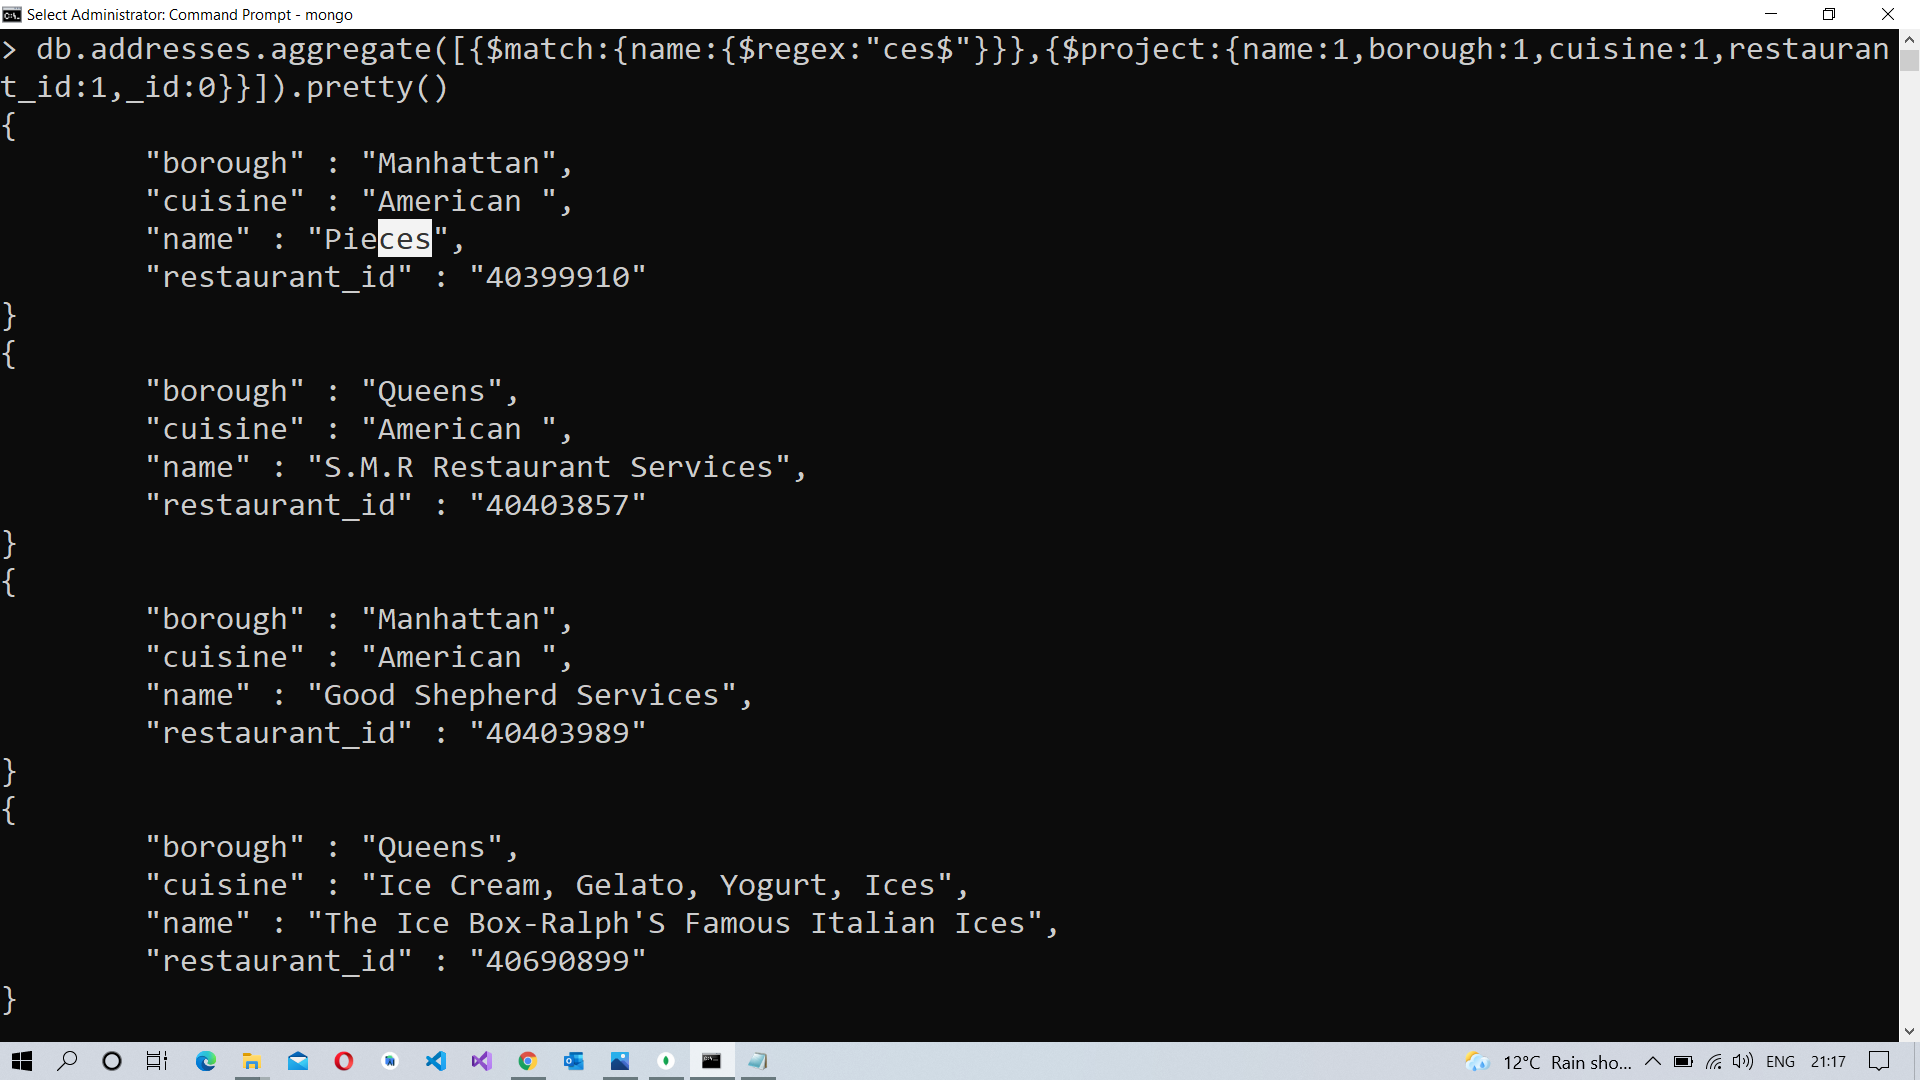 Select Administrator: Command Prompt - mongo
> db.addresses.aggregate([{$match:{name:{$regex:"ces$"}}},{$project:{name:1,borough:1,cuisine:1,restauran
t_id:1,_id:0}}]).pretty()
{
"borough" : "Manhattan",
"cuisine" : "American ",
"name" : "Pieces",
"restaurant_id" : "40399910"
}
{
"borough" : "Queens",
"cuisine" : "American ",
"name" : "S.M.R Restaurant Services",
"restaurant_id" : "40403857"
}
{
"borough" : "Manhattan",
"cuisine" : "American ",
"name" : "Good Shepherd Services",
"restaurant_id" : "40403989"
}
{
"borough" : "Queens",
"cuisine" : "Ice Cream, Gelato, Yogurt, Ices",
"name" : "The Ice Box-Ralph'S Famous Italian Ices",
"restaurant_id" : "40690899"
}
12°C Rain sho... ENG 21:17